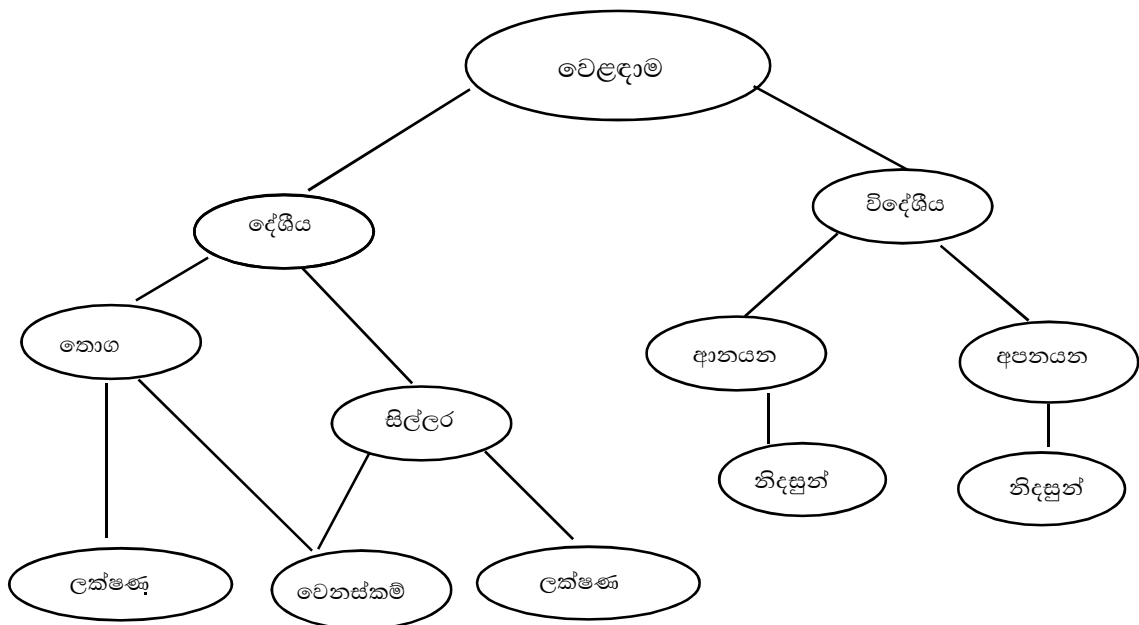 වෙළඳාම
දේශීය
විදේශීය
තොග
ආනයන
අපනයන
සිල්ලර
නිදසුන්
නිදසුන්
ලක්ෂණ
වෙනස්කම්
ලක්ෂණ